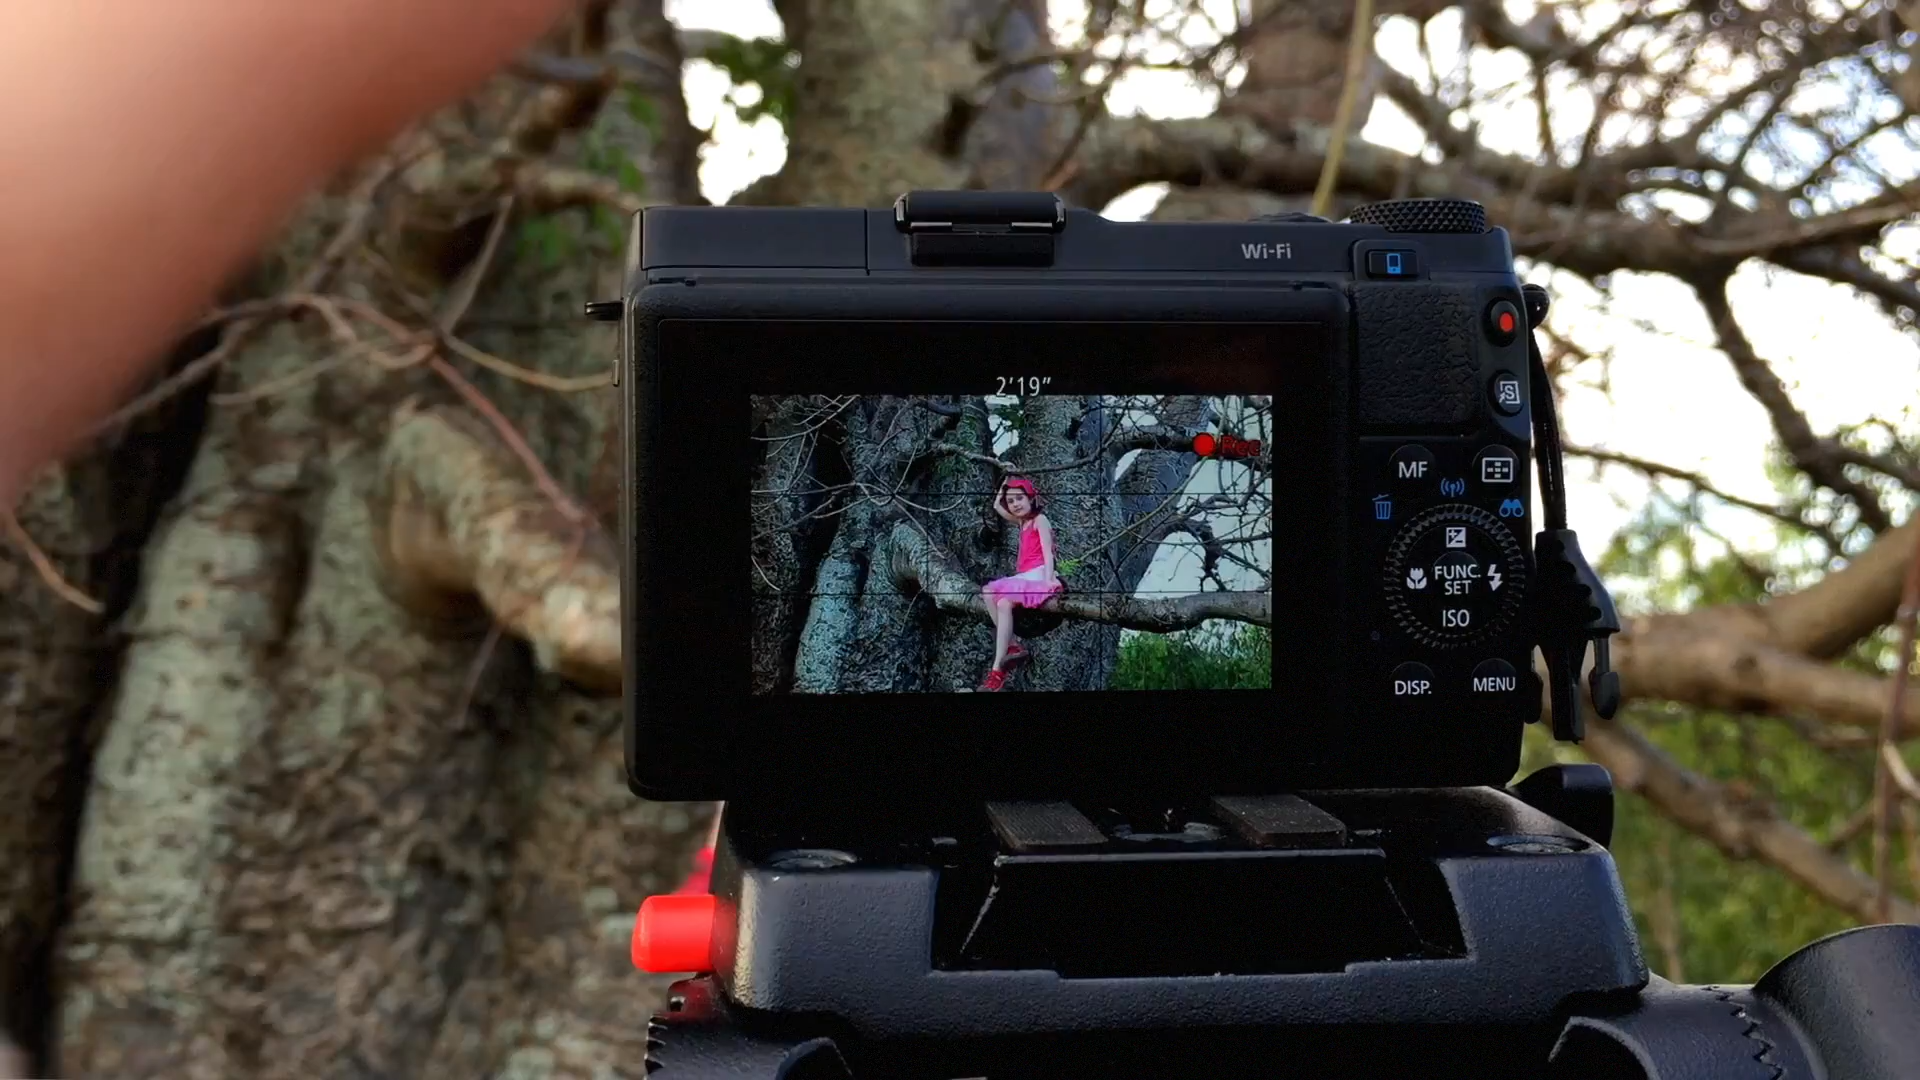 Wi-Fi
2'19"
Rec
S
MF
FUNC.
SET
ISO
DISP.
MENU